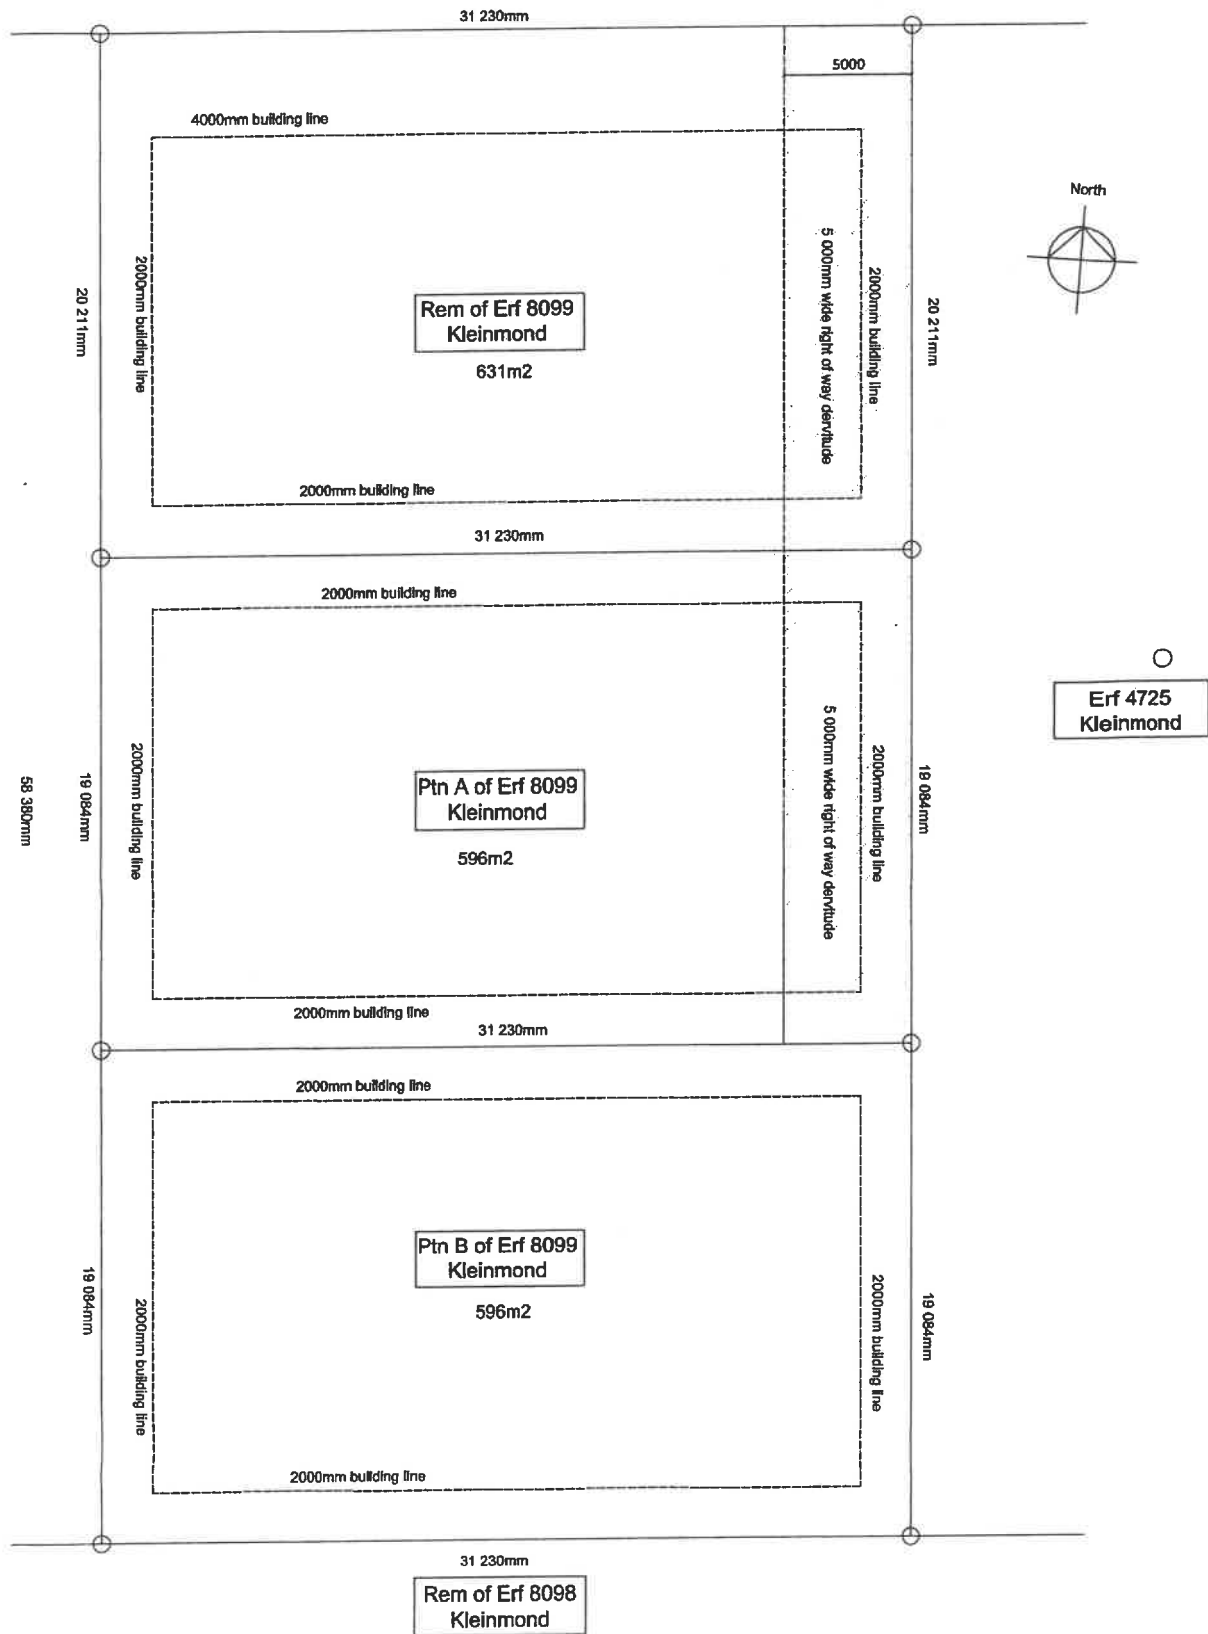 31 230mm
5000
4000mm building line
North
2000mm building line
20 211mm
Rem of Erf 8099
Kleinmond
631m2
5 000mm wide right of way dervitude
2000mm building line
20 211mm
2000mm building line
31 230mm
2000mm building line
Erf 4725
Kleinmond
58 380mm
19 084mm
2000mm building line
Ptn A of Erf 8099
Kleinmond
596m2
5 000mm wide right of way dervitude
2000mm building line
19 084mm
2000mm building line
31 230mm
2000mm building line
19 084mm
2000mm building line
Ptn B of Erf 8099
Kleinmond
596m2
2000mm building line
19 084mm
2000mm building line
31 230mm
Rem of Erf 8098
Kleinmond